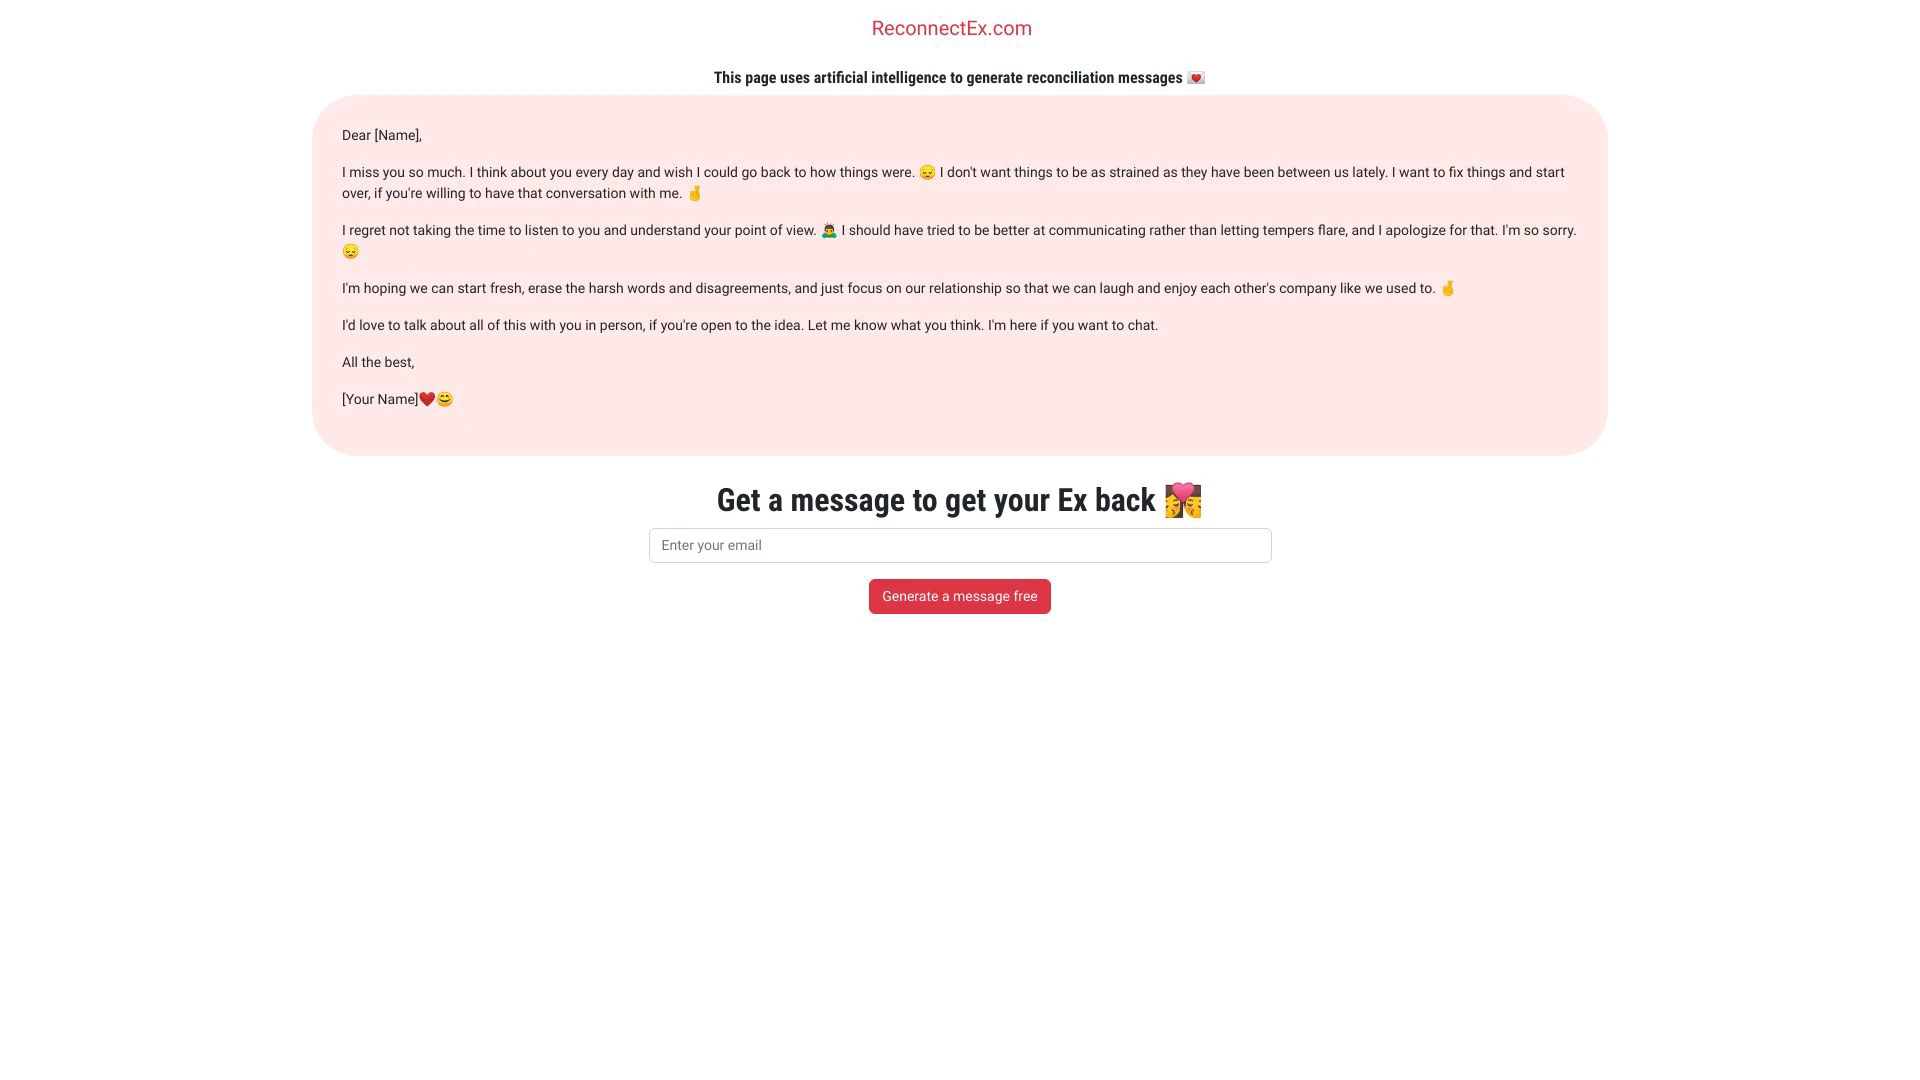 ReconnectEx.com
This page uses artificial intelligence to generate reconciliation messages 💌
Dear [Name],
I miss you so much. I think about you every day and wish I could go back to how things were. 😔 I don't want things to be as strained as they have been between us lately. I want to fix things and start
over, if you're willing to have that conversation with me. 🤞
I regret not taking the time to listen to you and understand your point of view. 🙇‍♂️ I should have tried to be better at communicating rather than letting tempers flare, and I apologize for that. I'm so sorry.
😔
I'm hoping we can start fresh, erase the harsh words and disagreements, and just focus on our relationship so that we can laugh and enjoy each other's company like we used to. 🤞
I'd love to talk about all of this with you in person, if you're open to the idea. Let me know what you think. I'm here if you want to chat.
All the best,
[Your Name]❤️😊
Get a message to get your Ex back 👩‍❤️‍💋‍👨
Enter your email
Generate a message free